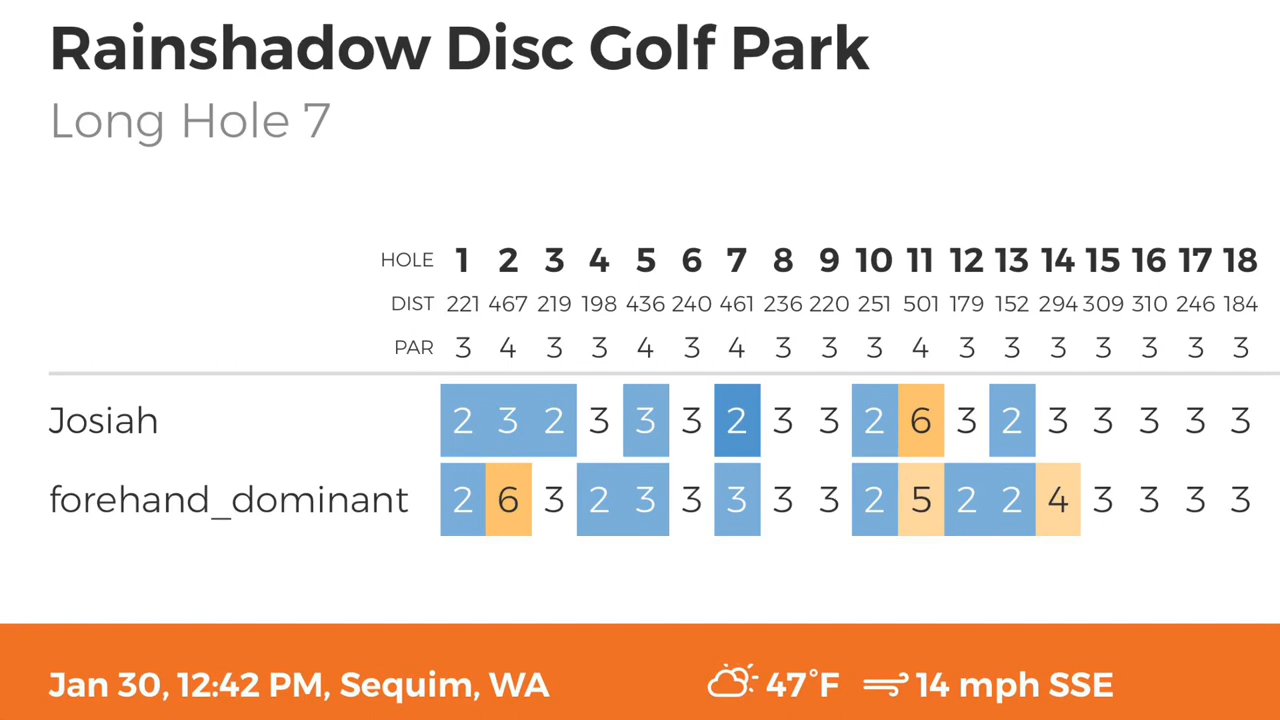 Rainshadow Disc Golf Park
Long Hole 7
HOLE 1 2 3 4 5 6 7 8 9 10 11 12 13 14 15 16 17 18
DIST 221 467 219 198 436 240 461 236 220 251 501 179 152 294 309 310 246 184
PAR 3 4 3 3 4 3 4 3 3 3 4 3 3 3 3 3 3 3
Josiah 2 3 2 3 3 3 2 3 3 2 6 3 2 3 3 3 3 3
forehand_dominant 2 6 3 2 3 3 3 3 3 2 5 2 2 4 3 3 3 3
Jan 30, 12:42 PM, Sequim, WA 47°F 14 mph SSE